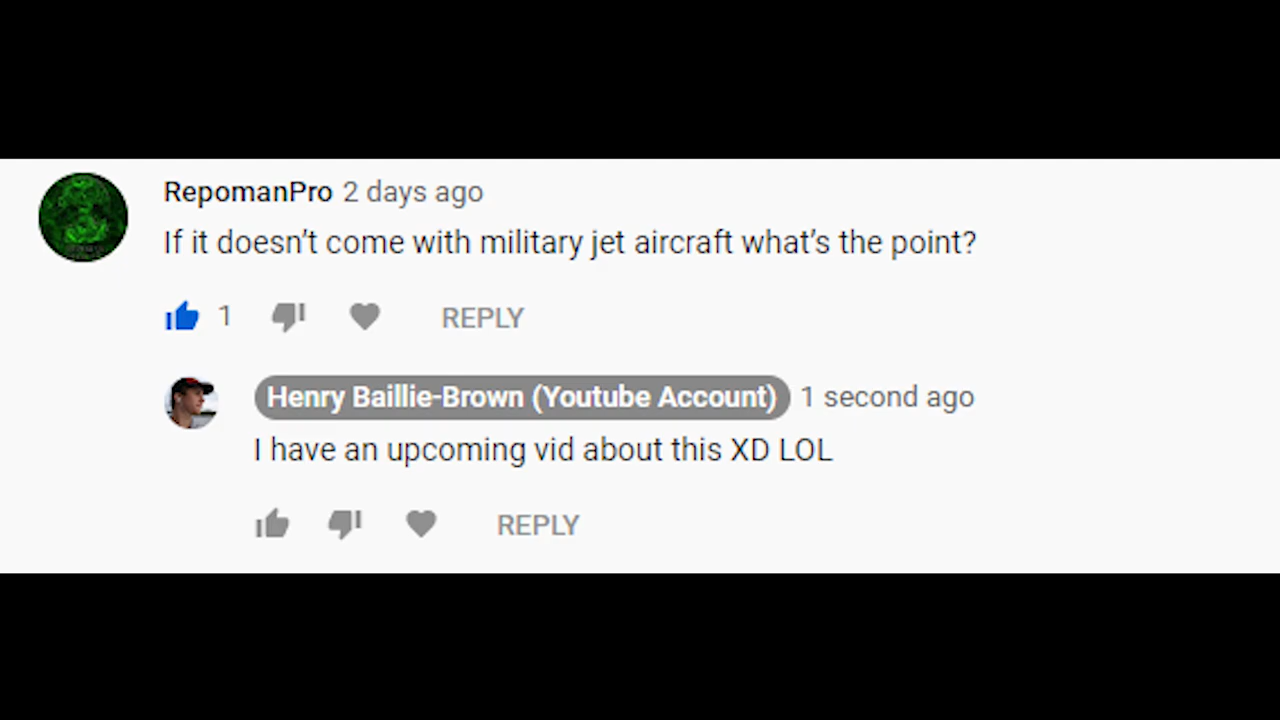 RepomanPro 2 days ago
If it doesn't come with military jet aircraft what's the point?
1 REPLY
Henry Baillie-Brown (Youtube Account) 1 second ago
I have an upcoming vid about this XD LOL
REPLY